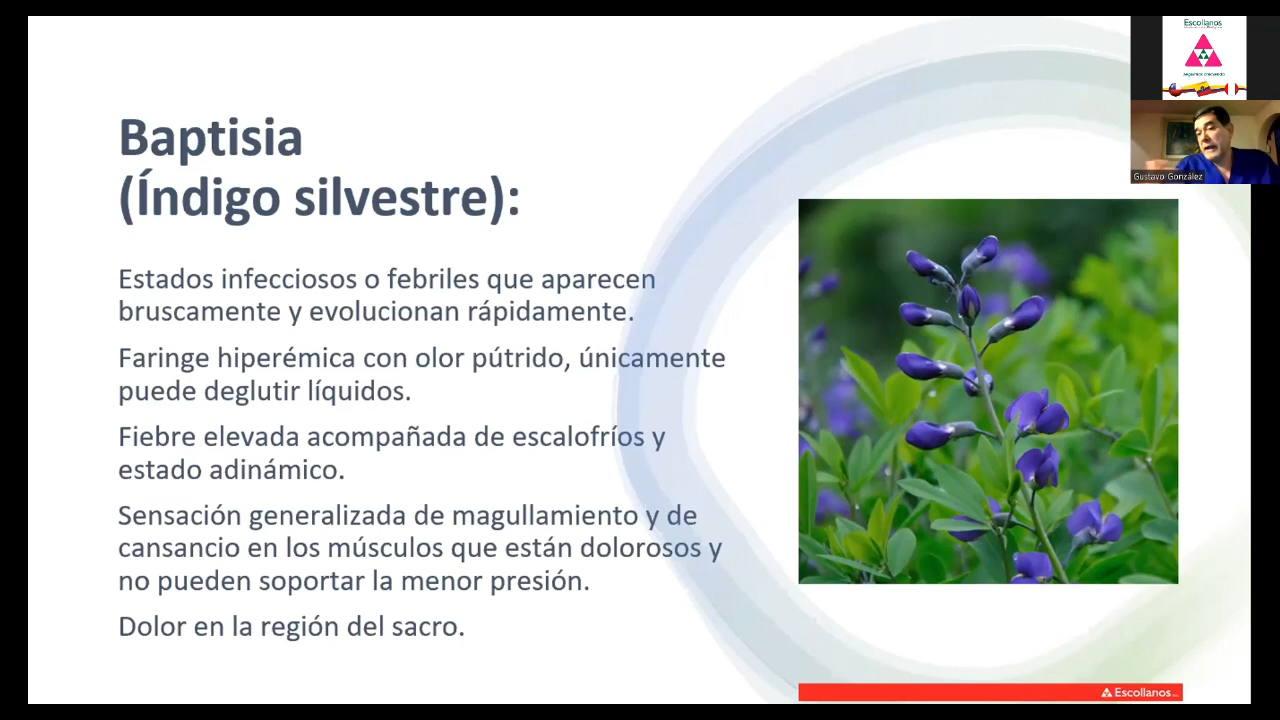 Baptisia
(Índigo silvestre):
Estados infecciosos o febriles que aparecen
bruscamente y evolucionan rápidamente.
Faringe hiperémica con olor pútrido, únicamente
puede deglutir líquidos.
Fiebre elevada acompañada de escalofríos y
estado adinámico.
Sensación generalizada de magullamiento y de
cansancio en los músculos que están dolorosos y
no pueden soportar la menor presión.
Dolor en la región del sacro.
Escollanos
Escollanos
Gustavo González